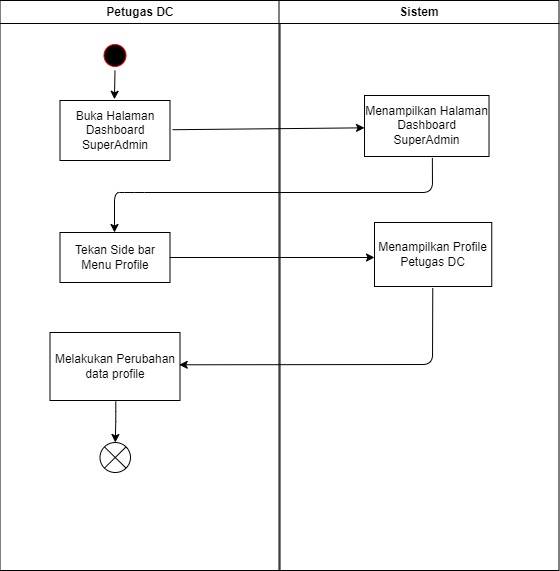 Petugas DC
Sistem
Buka Halaman
Dashboard
SuperAdmin
Menampilkan Halaman
Dashboard
SuperAdmin
Tekan Side bar
Menu Profile
Menampilkan Profile
Petugas DC
Melakukan Perubahan
data profile